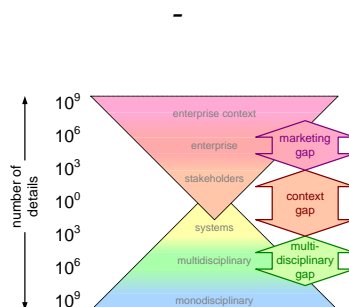 -
number of
details
10⁹
10⁶
10³
10⁰
10³
10⁶
10⁹
enterprise context
enterprise
stakeholders
systems
multidisciplinary
monodisciplinary
marketing
gap
context
gap
multi-
disciplinary
gap